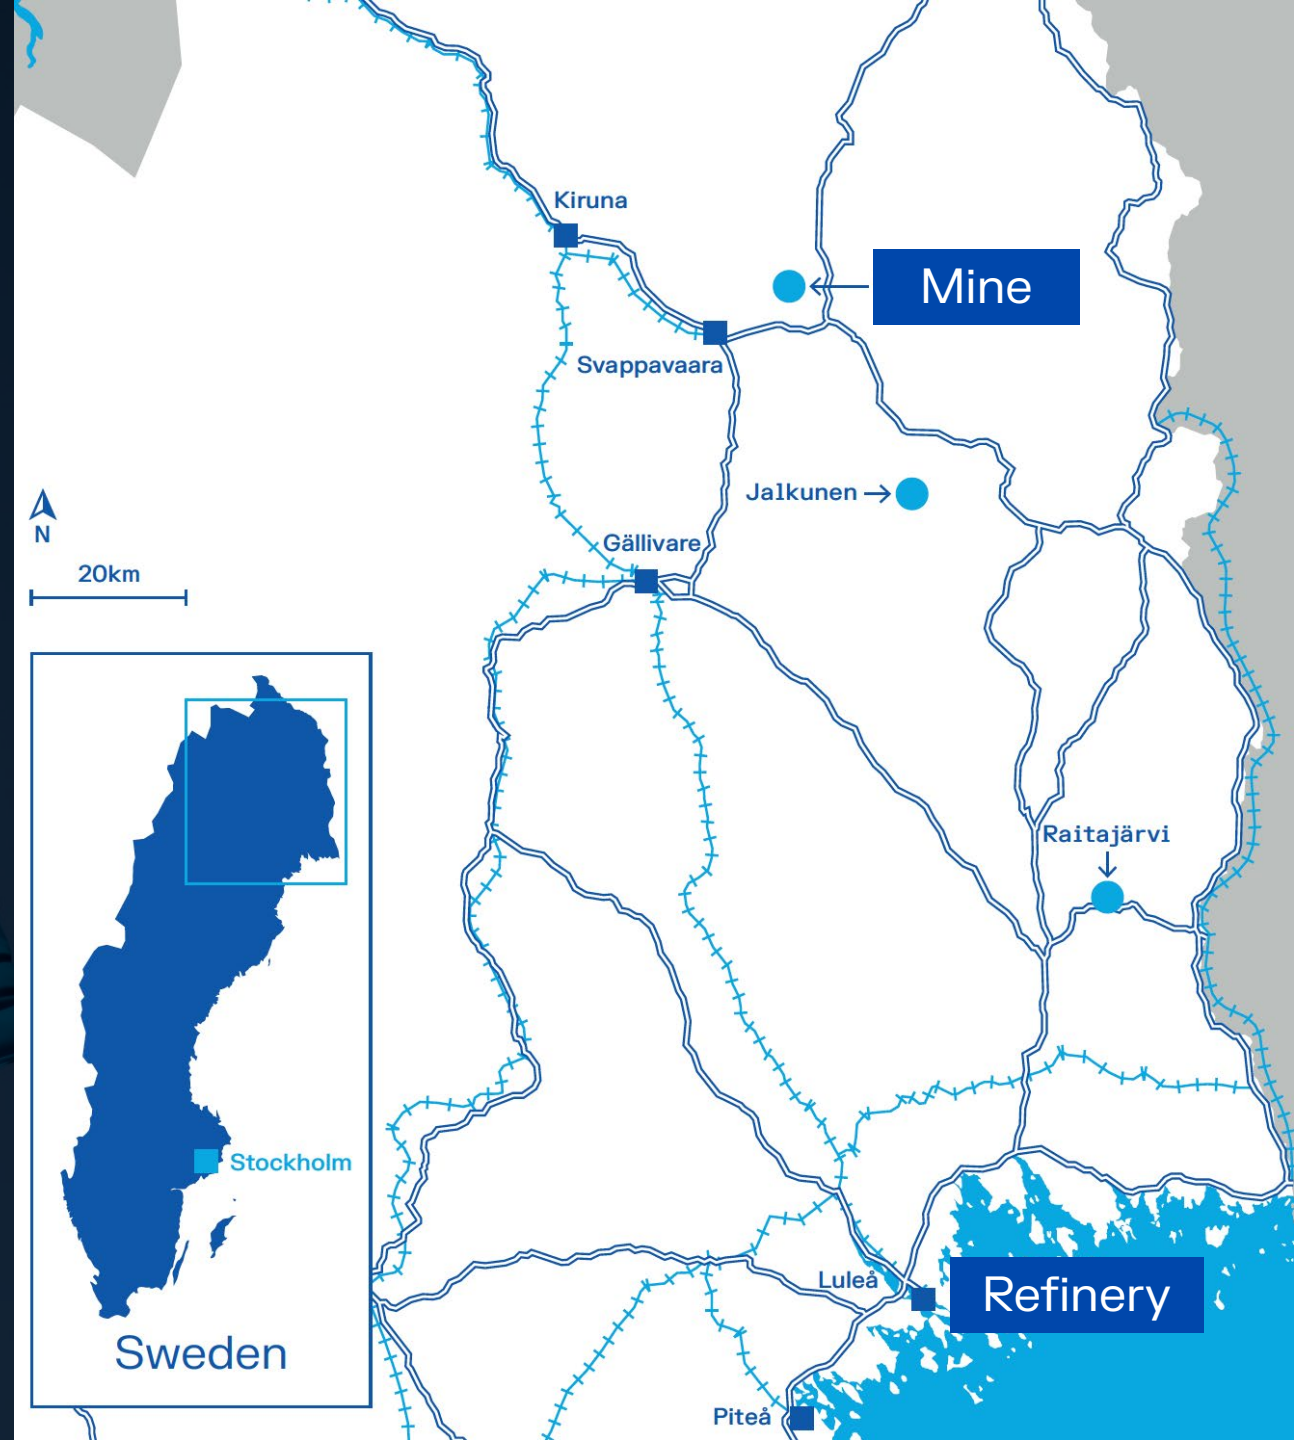 Kiruna
Mine
Svappavaara
Jalkunen
Gällivare
N
20km
Raitajärvi
Stockholm
Luleå
Refinery
Sweden
Piteå